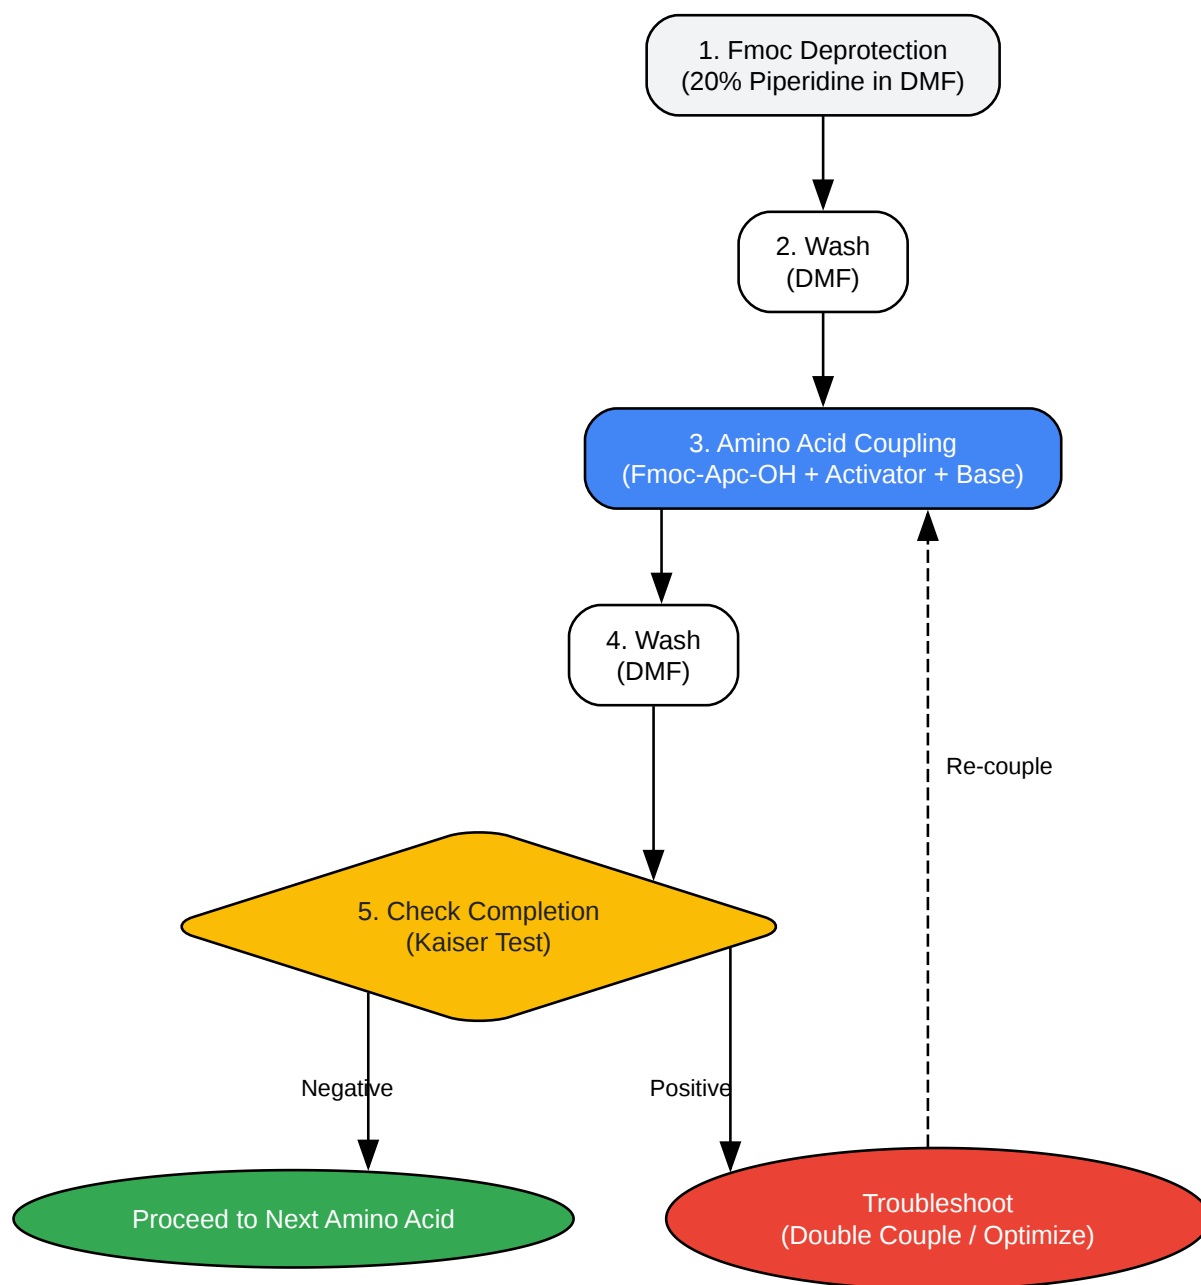 1. Fmoc Deprotection
(20% Piperidine in DMF)
2. Wash
(DMF)
3. Amino Acid Coupling
(Fmoc-Apc-OH + Activator + Base)
4. Wash
(DMF)
Re-couple
5. Check Completion
(Kaiser Test)
Negative
Positive
Proceed to Next Amino Acid
Troubleshoot
(Double Couple / Optimize)